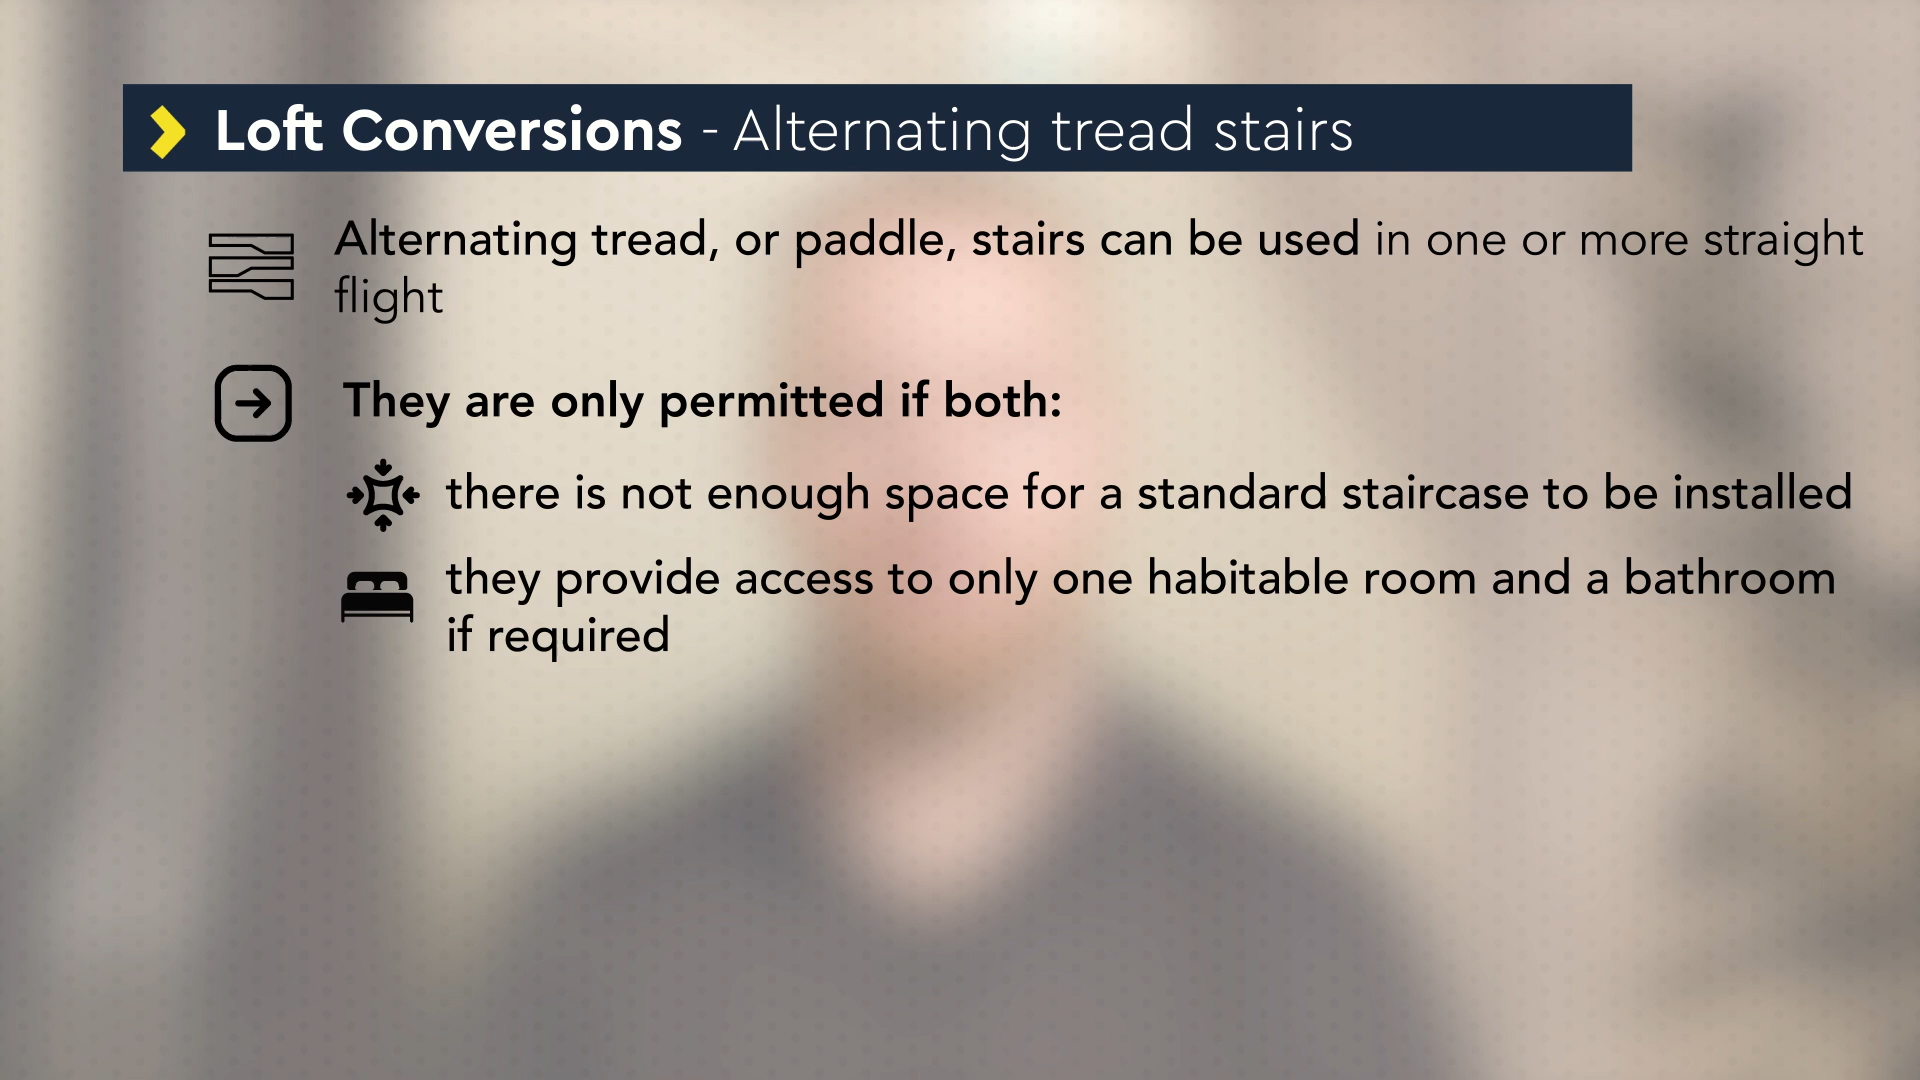 Loft Conversions - Alternating tread stairs
Alternating tread, or paddle, stairs can be used in one or more straight
flight
They are only permitted if both:
there is not enough space for a standard staircase to be installed
they provide access to only one habitable room and a bathroom
if required